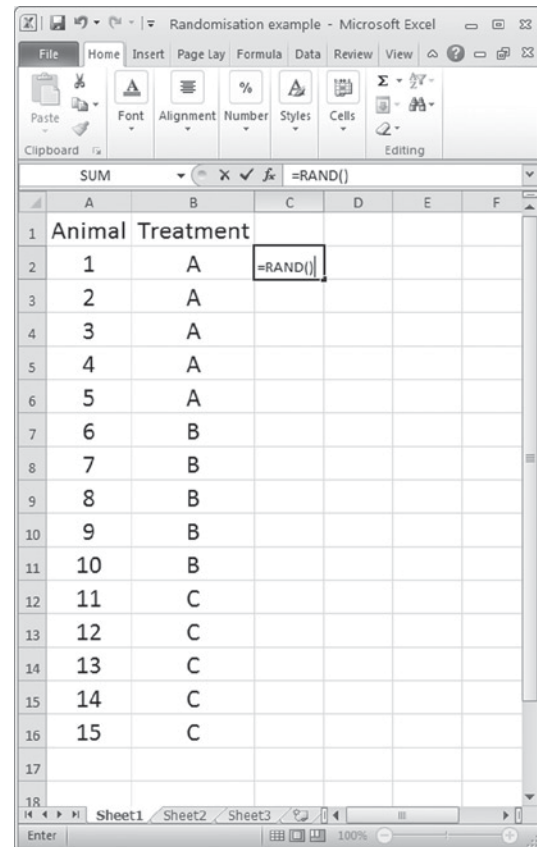 Randomisation example - Microsoft Excel
File Home Insert Page Lay Formula Data Review View
Paste Font Alignment Number Styles Cells
Clipboard Editing
SUM fx =RAND()
A B C D E F
1 Animal Treatment
2 1 A =RAND()
3 2 A
4 3 A
5 4 A
6 5 A
7 6 B
8 7 B
9 8 B
10 9 B
11 10 B
12 11 C
13 12 C
14 13 C
15 14 C
16 15 C
17
18
Sheet1 Sheet2 Sheet3
Enter 100%